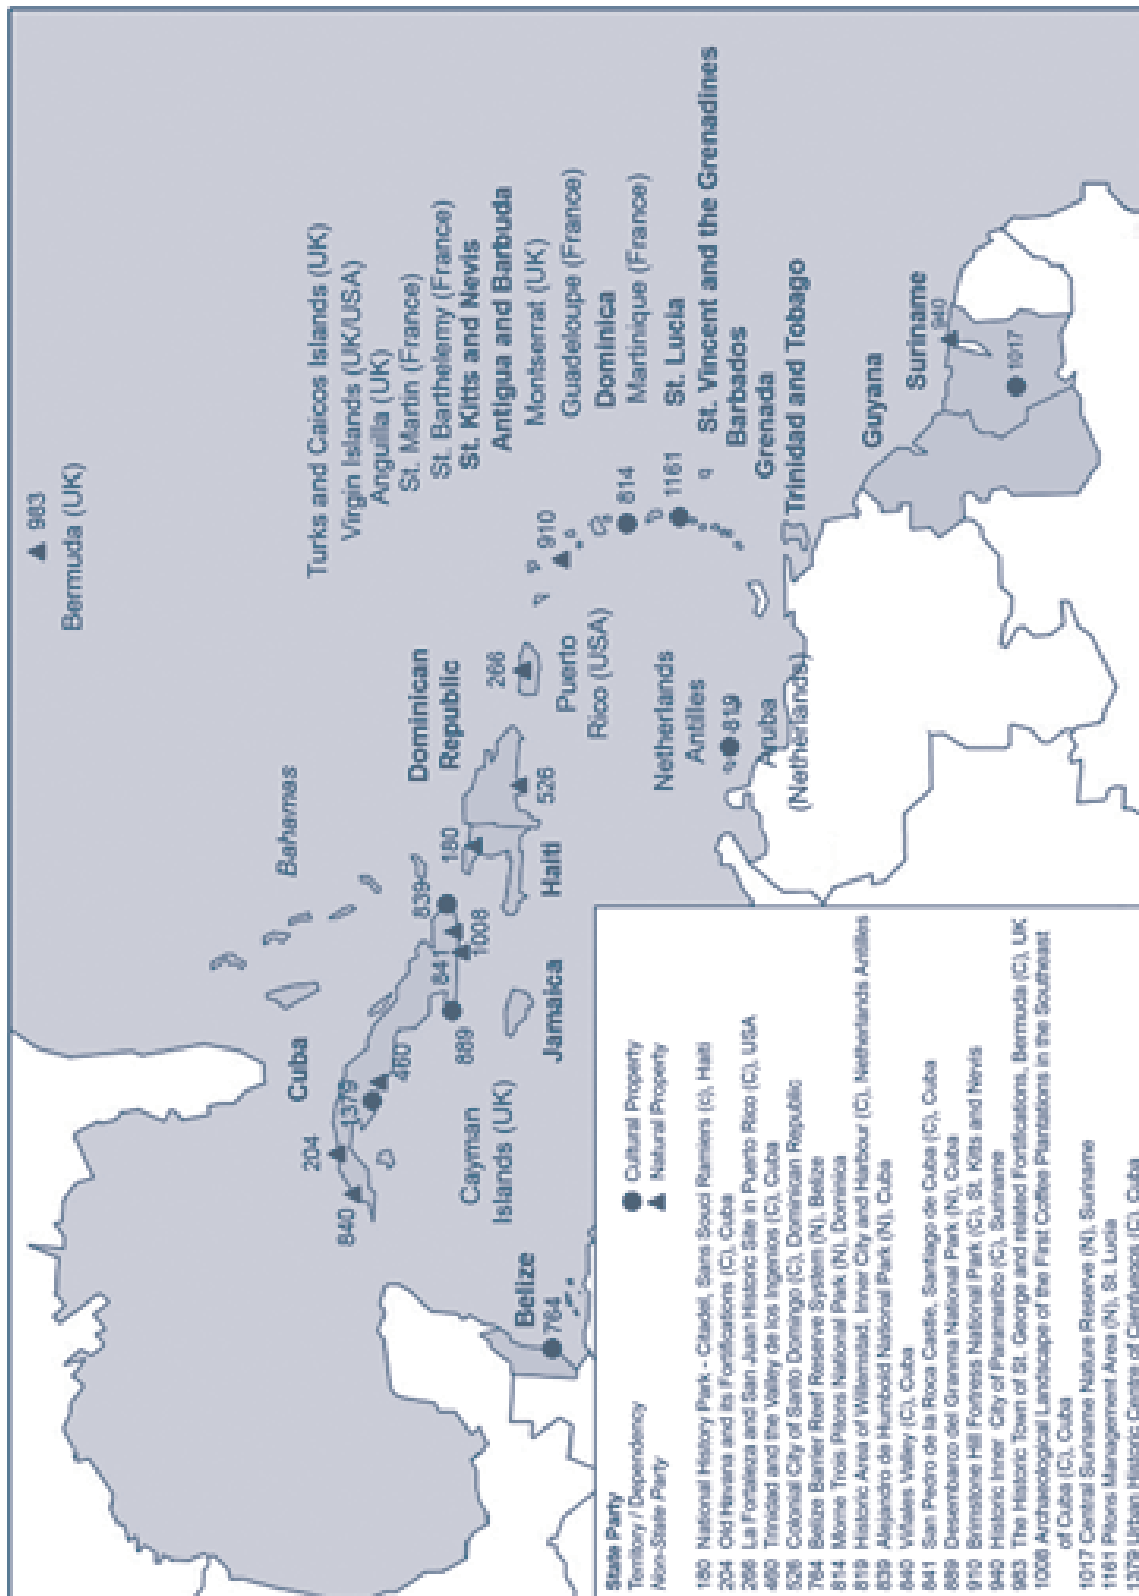 983
Bermuda (UK)
Turks and Caicos Islands (UK)
Virgin Islands (UK/USA)
Anguilla (UK)
St. Martin (France)
St. Barthelemy (France)
St. Kitts and Nevis
Antigua and Barbuda
Montserrat (UK)
Guadeloupe (France)
Dominica
Martinique (France)
St. Lucia
St. Vincent and the Grenadines
Barbados
Grenada
Trinidad and Tobago
Guyana
Suriname
940
1017
910
814
1161
Bahamas
Dominican
Republic
266
Puerto
Rico (USA)
Netherlands
Antilles
819
Aruba
(Netherlands)
526
180
Haiti
839
841
1008
889
Jamaica
Cuba
204
1379
460
840
Cayman
Islands (UK)
Belize
764
State Party
Territory / Dependency
Non-State Party
Cultural Property
Natural Property
180 National History Park - Citadel, Sans Souci Ramiers (c), Haiti
204 Old Havana and its Fortifications (C), Cuba
266 La Fortaleza and San Juan Historic Site in Puerto Rico (C), USA
460 Trinidad and the Valley de los Ingenios (C), Cuba
526 Colonial City of Santo Domingo (C), Dominican Republic
764 Belize Barrier Reef Reserve System (N), Belize
814 Morne Trois Pitons National Park (N), Dominica
819 Historic Area of Willemstad, Inner City and Harbour (C), Netherlands Antilles
839 Alejandro de Humbold National Park (N), Cuba
840 Viñales Valley (C), Cuba
841 San Pedro de la Roca Castle, Santiago de Cuba (C), Cuba
889 Desembarco del Granma National Park (N), Cuba
910 Brimstone Hill Fortress National Park (C), St. Kitts and Nevis
940 Historic Inner City of Paramaribo (C), Suriname
983 The Historic Town of St. George and related Fortifications, Bermuda (C), UK
1008 Archaeological Landscape of the First Coffee Plantations in the Southeast
of Cuba (C), Cuba
1017 Central Suriname Nature Reserve (N), Suriname
1161 Pitons Management Area (N), St. Lucia
1379 Urban Historic Centre of Cienfuegos (C), Cuba